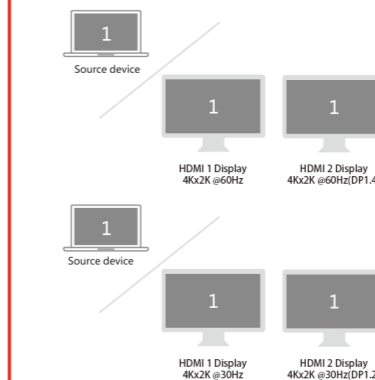 1
Source device
1
1
HDMI 1 Display
4Kx2K @60Hz
HDMI 2 Display
4Kx2K @60Hz(DP1.4
1
Source device
1
1
HDMI 1 Display
4Kx2K @30Hz
HDMI 2 Display
4Kx2K @30Hz(DP1.2